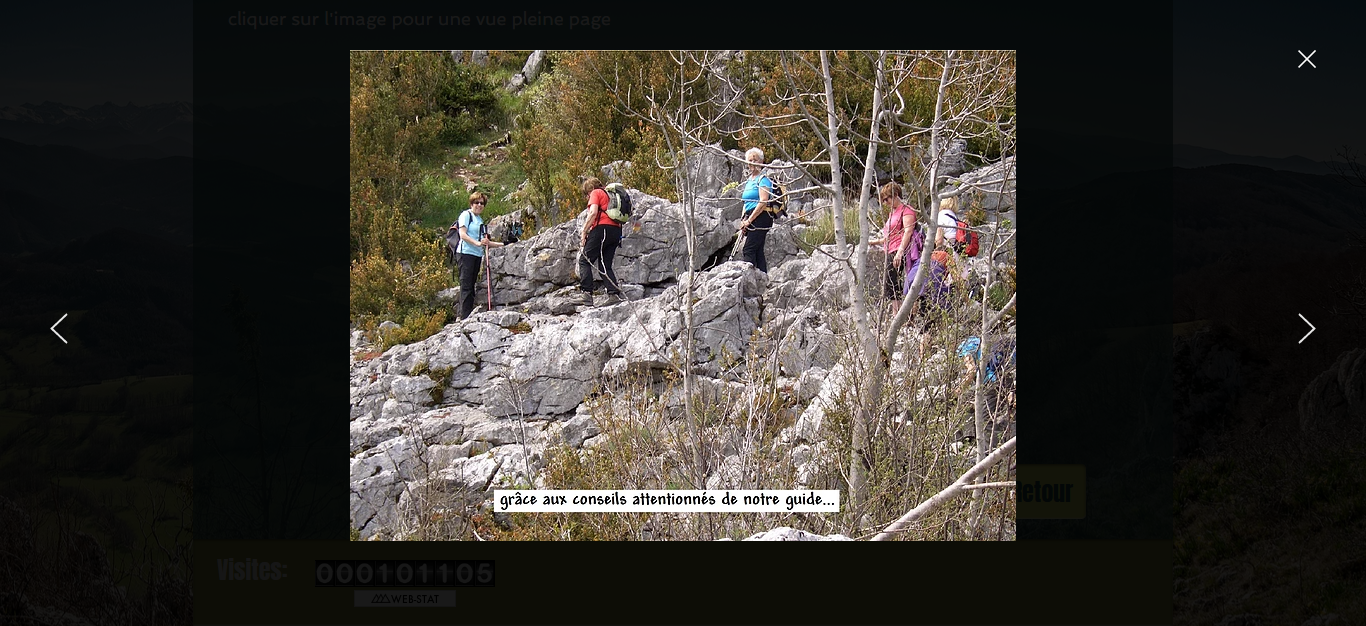 cliquer sur l'image pour une vue pleine page
grâce aux conseils attentionnés de notre guide...
etour
Visites:
000101105
WEB-STAT